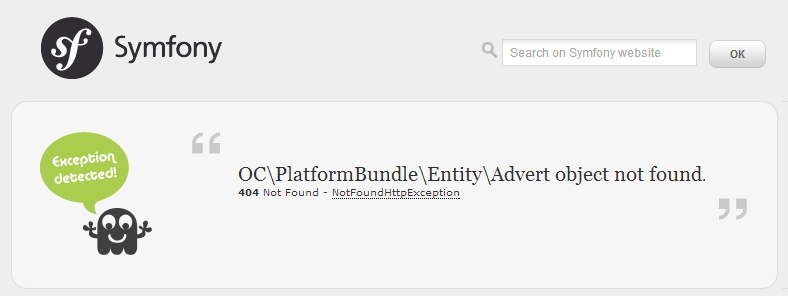 sf Symfony
Search on Symfony website
OK
Exception
detected!
“
OC\PlatformBundle\Entity\Advert object not found.
404 Not Found - NotFoundHttpException
”